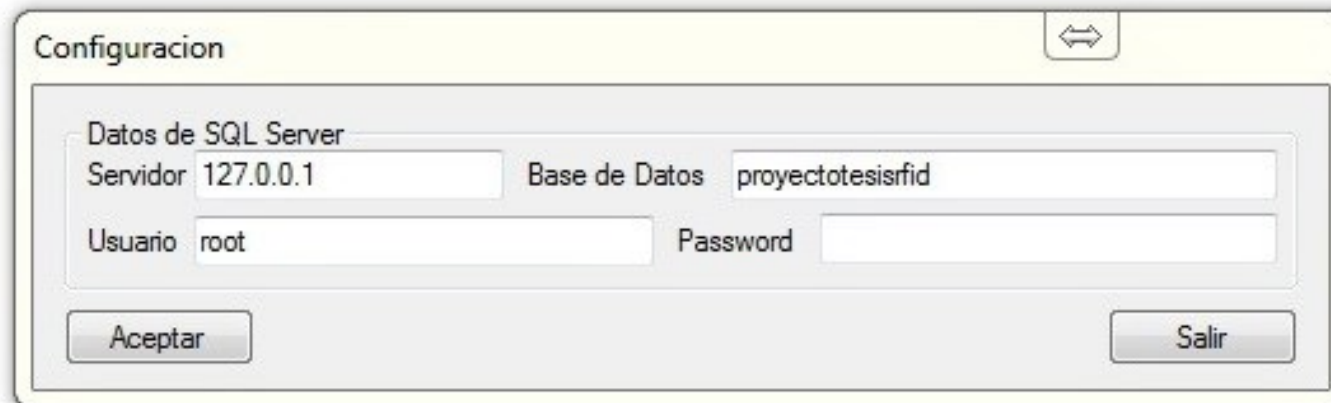 Configuracion
Datos de SQL Server
Servidor 127.0.0.1 Base de Datos proyectotesisrfid
Usuario root Password
Aceptar Salir